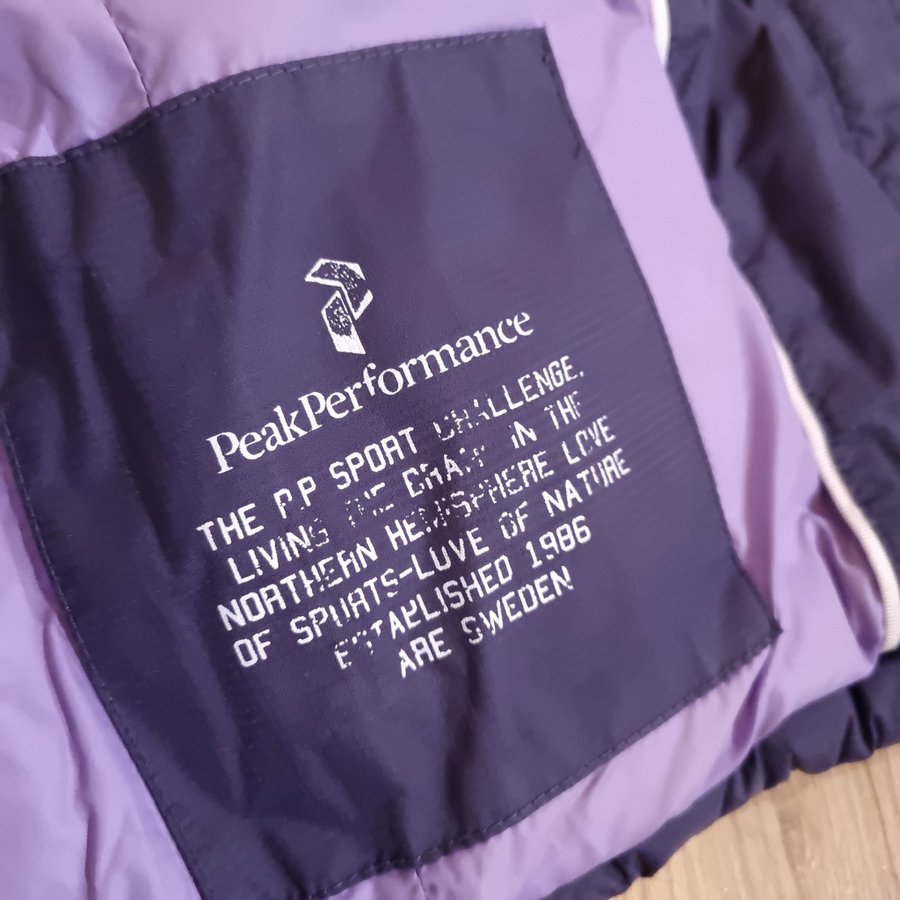 PeakPerformance
THE P.P SPORT CHALLENGE.
LIVING THE IN THE
NORTHERN HEMISPHERE LOVE
OF SPORTS-LOVE OF NATURE
ESTABLISHED 1986
ARE SWEDEN